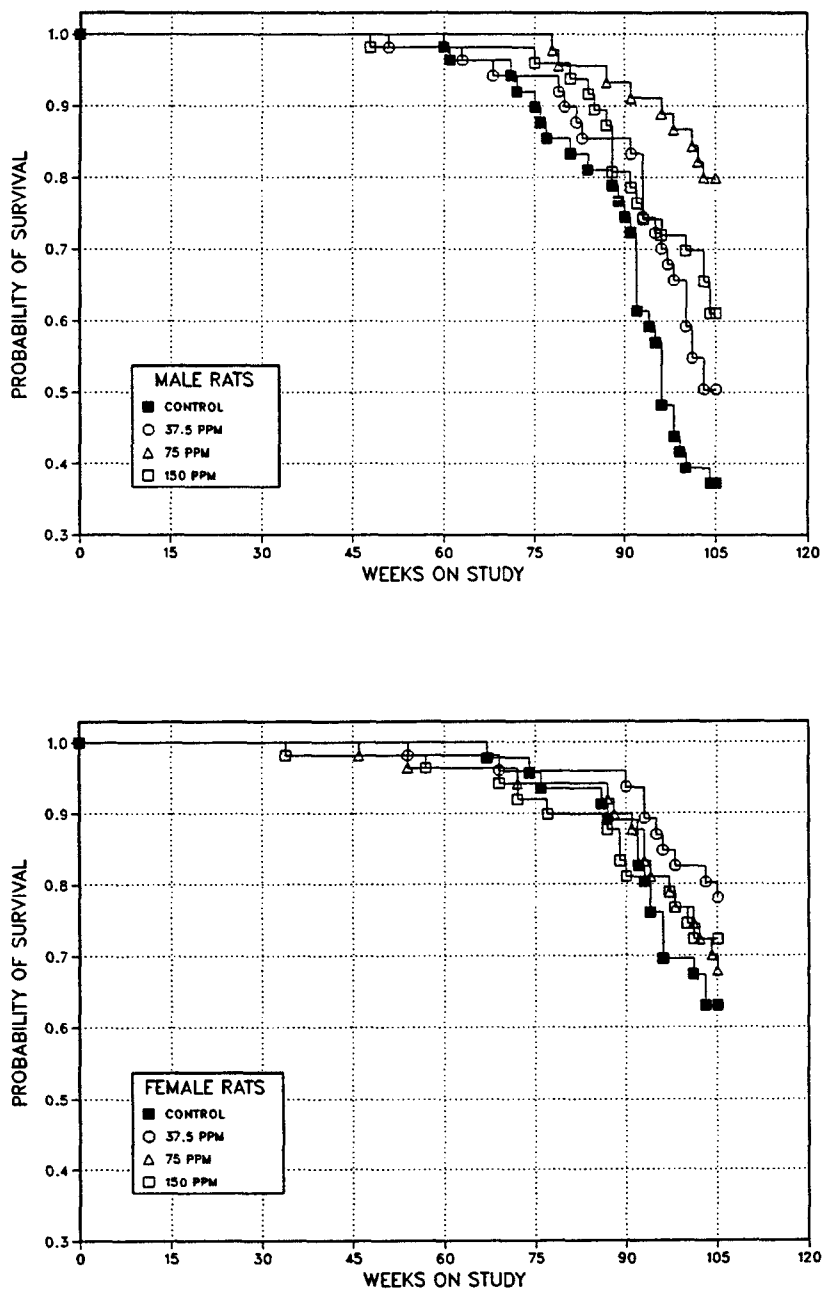 1.0
0.9
0.8
0.7
0.6
0.5
0.4
0.3
PROBABILITY OF SURVIVAL
MALE RATS
CONTROL
37.5 PPM
75 PPM
150 PPM
0 15 30 45 60 75 90 105 120
WEEKS ON STUDY
1.0
0.9
0.8
0.7
0.6
0.5
0.4
0.3
PROBABILITY OF SURVIVAL
FEMALE RATS
CONTROL
37.5 PPM
75 PPM
150 PPM
0 15 30 45 60 75 90 105 120
WEEKS ON STUDY